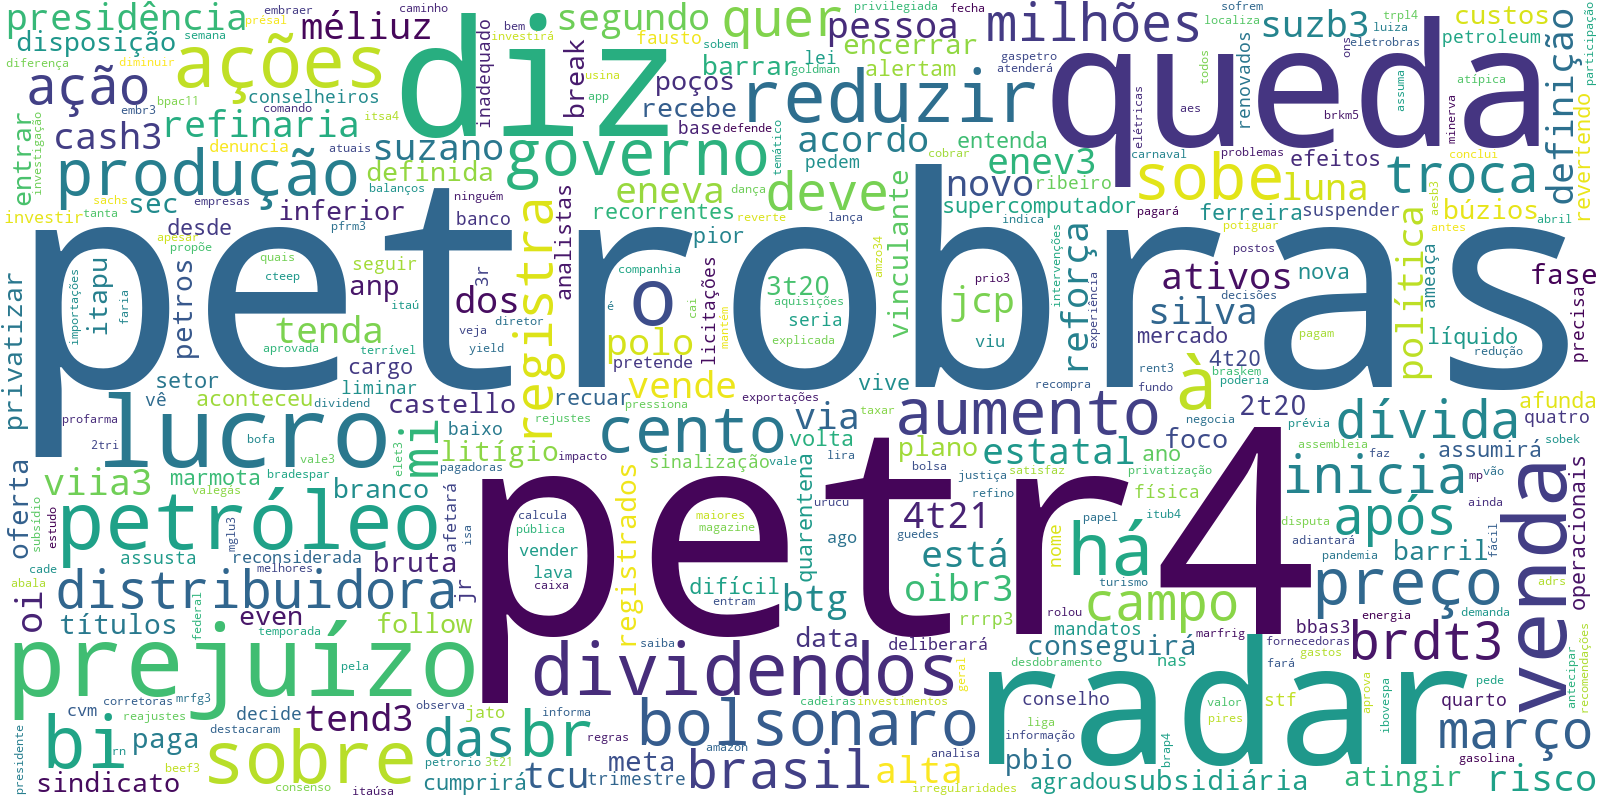 petrobras
petr4
queda
diz
radar
lucro
prejuízo
venda
petróleo
dividendos
bolsonaro
produção
ações
reduzir
governo
distribuidora
sobre
sobe
aumento
preço
inicia
brasil
milhões
quer
ação
cento
bi
br
das
há
à
o
deve
troca
dívida
após
campo
março
risco
alta
registra
brdt3
política
definição
presidência
disposição
méliuz
segundo
pessoa
encerrar
suzb3
custos
petroleum
cash3
refinaria
suzano
definida
break
inadequado
barrar
alertam
poços
recebe
lei
acordo
novo
enev3
eneva
luna
silva
ativos
búzios
revertendo
efeitos
renovados
entrar
sec
inferior
desde
petros
itapu
anp
tenda
dos
polo
vende
jcp
3t20
seria
viu
vinculante
reforça
supercomputador
ribeiro
ferreira
suspender
mercado
nova
ameaça
líquido
fase
precisa
4t20
2t20
foco
estatal
ano
plano
via
oferta
privatizar
viia3
marmota
branco
castello
mi
litígio
registrados
analistas
licitações
recorrentes
pior
pretende
banco
base
3r
setor
cargo
liminar
vê
aconteceu
baixo
recuar
sinalização
quarentena
volta
vive
btg
difícil
4t21
está
oibr3
rrrp3
bbas3
barril
física
nome
mandatos
conseguirá
deliberará
data
vender
lava
afetará
jr
bruta
reconsiderada
assusta
títulos
even
follow
oi
tend3
paga
sindicato
cvm
decide
jato
cumprirá
tcu
trimestre
meta
pbio
agradou
subsidiária
atingir
conselho
stf
quarto
operacionais
assumirá
quatro
afunda
nas
entenda
pedem
conselheiros
denuncia
investir
fausto
seguir
présal
semana
embraer
caminho
bem
investirá
privilegiada
fecha
sofrem
localiza
trpl4
luiza
eletrobras
ons
todos
atípica
participação
diferença
diminuir
bpac11
embr3
comando
itsa4
atuais
app
usina
sobem
goldman
defende
gaspetro
atenderá
aes
elétricas
brkm5
assuma
minerva
carnaval
problemas
conclui
aesb3
antes
abril
investigação
sachs
empresas
tanta
apesar
propõe
balanços
pfrm3
ninguém
dança
reverte
temático
cobrar
lança
indica
pagará
potiguar
postos
intervenções
experiência
decisões
pagam
redução
importações
faria
quais
cteep
itaú
aprovada
terrível
companhia
é
cai
mantém
aquisições
explicada
amzo34
prio3
veja
diretor
yield
rent3
fundo
braskem
poderia
recompra
exportações
taxar
pressiona
rejustes
dividend
profarma
2tri
bofa
vale3
elet3
bradespar
valegás
subsídio
estudo
mglu3
isa
impacto
pagadoras
vale
lira
bolsa
justiça
satisfaz
privatização
negocia
prévia
assembleia
faz
vão
mp
ainda
sobek
fácil
adrs
disputa
adiantará
pandemia
itub4
papel
refino
guedes
urucu
ago
maiores
magazine
calcula
pública
caixa
entram
turismo
rolou
energia
demanda
marfrig
fornecedoras
gastos
fará
desdobramento
liga
informação
valor
pires
aprova
ibovespa
pede
antecipar
recomendações
gasolina
brap4
analisa
irregularidades
geral
investimentos
cadeiras
amazon
regras
informa
saiba
observa
3t21
petrorio
consenso
itaúsa
temporada
pela
federal
melhores
cade
abala
corretoras
mrfg3
reajustes
destacaram
rn
beef3
presidente